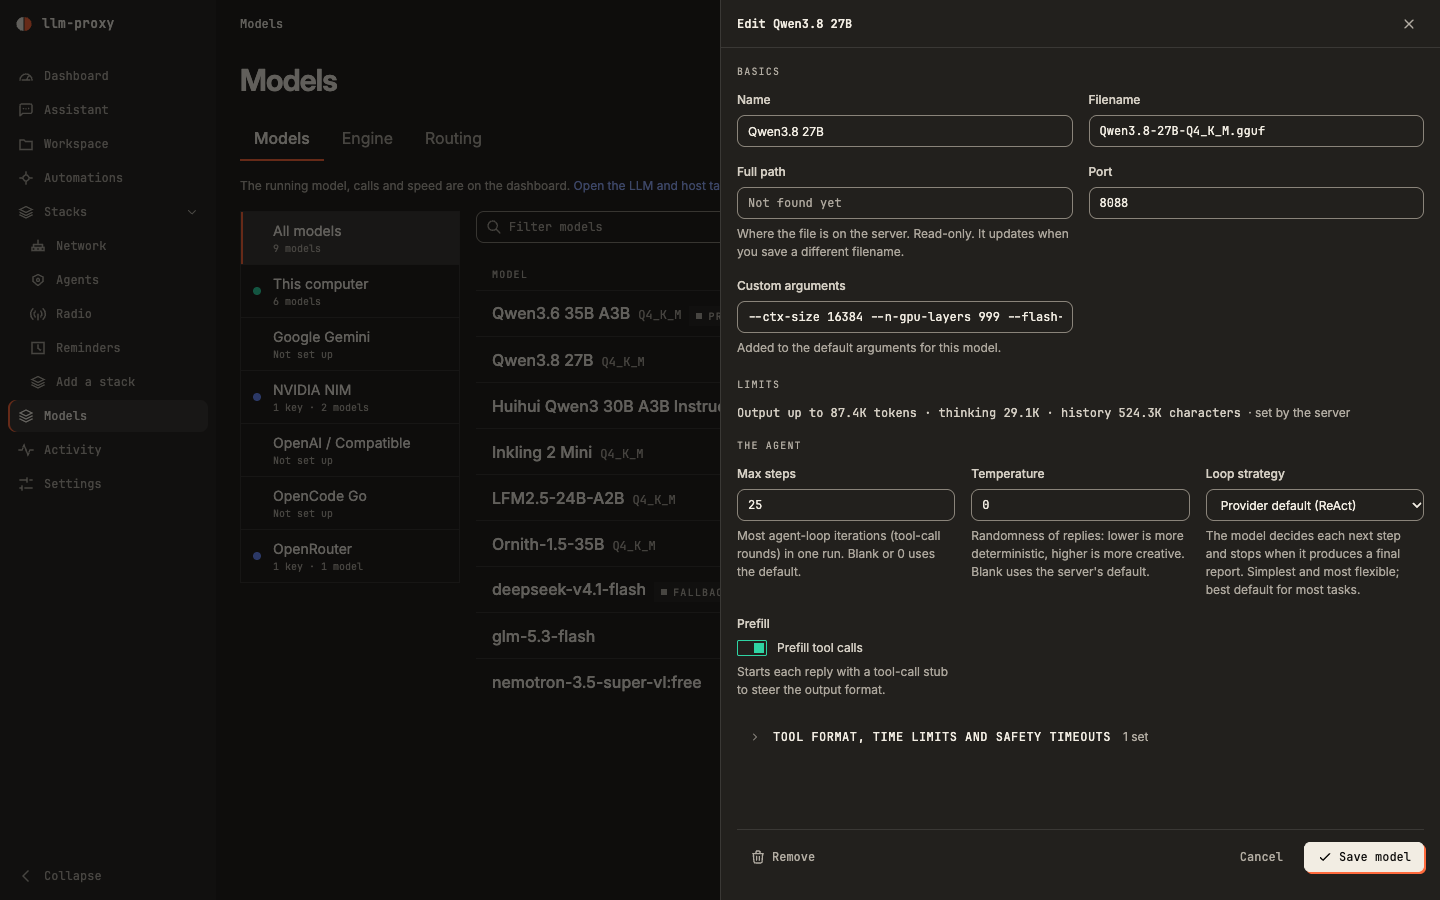 llm-proxy
Dashboard
Assistant
Workspace
Automations
Stacks
Network
Agents
Radio
Reminders
Add a stack
Models
Activity
Settings
Collapse
Models
Models
Models Engine Routing
The running model, calls and speed are on the dashboard. Open the LLM and host ta
All models
9 models
This computer
6 models
Google Gemini
Not set up
NVIDIA NIM
1 key · 2 models
OpenAI / Compatible
Not set up
OpenCode Go
Not set up
OpenRouter
1 key · 1 model
Filter models
MODEL
Qwen3.6 35B A3B Q4_K_M PR
Qwen3.8 27B Q4_K_M
Huihui Qwen3 30B A3B Instru
Inkling 2 Mini Q4_K_M
LFM2.5-24B-A2B Q4_K_M
Ornith-1.5-35B Q4_K_M
deepseek-v4.1-flash FALLBAC
glm-5.3-flash
nemotron-3.5-super-vl:free
Edit Qwen3.8 27B
BASICS
Name
Qwen3.8 27B
Filename
Qwen3.8-27B-Q4_K_M.gguf
Full path
Not found yet
Where the file is on the server. Read-only. It updates when
you save a different filename.
Port
8088
Custom arguments
--ctx-size 16384 --n-gpu-layers 999 --flash-
Added to the default arguments for this model.
LIMITS
Output up to 87.4K tokens · thinking 29.1K · history 524.3K characters · set by the server
THE AGENT
Max steps
25
Most agent-loop iterations (tool-call
rounds) in one run. Blank or 0 uses
the default.
Temperature
0
Randomness of replies: lower is more
deterministic, higher is more creative.
Blank uses the server's default.
Loop strategy
Provider default (ReAct)
The model decides each next step
and stops when it produces a final
report. Simplest and most flexible;
best default for most tasks.
Prefill
Prefill tool calls
Starts each reply with a tool-call stub
to steer the output format.
TOOL FORMAT, TIME LIMITS AND SAFETY TIMEOUTS 1 set
Remove
Cancel
Save model